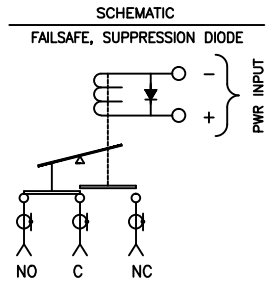 SCHEMATIC
FAILSAFE, SUPPRESSION DIODE
−
+
PWR INPUT
NO C NC